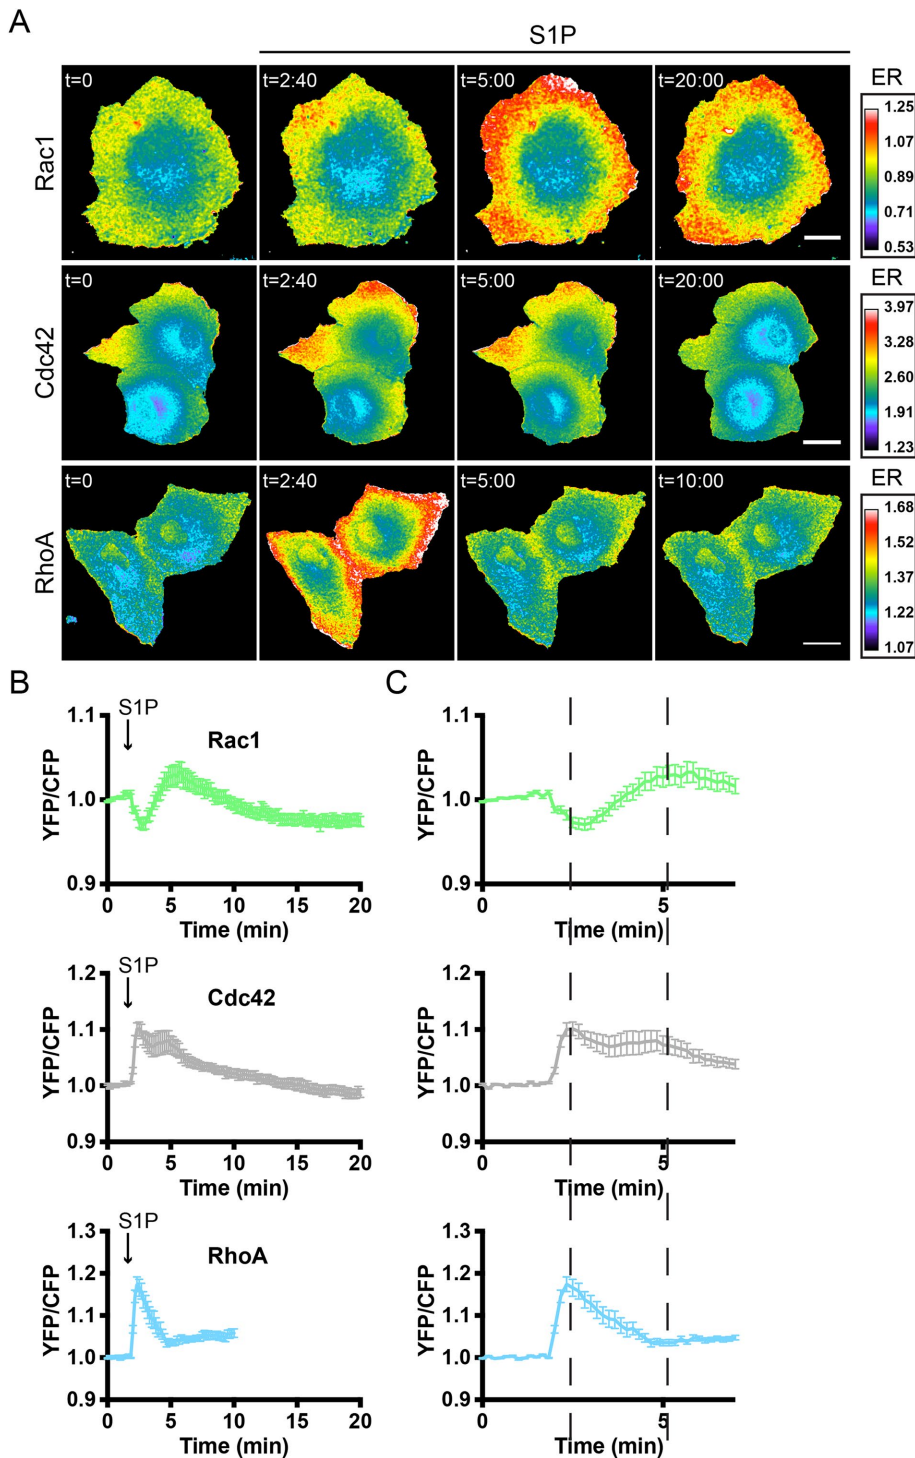 A
S1P
Rac1
t=0
t=2:40
t=5:00
t=20:00
ER
1.25
1.07
0.89
0.71
0.53
Cdc42
t=0
t=2:40
t=5:00
t=20:00
ER
3.97
3.28
2.60
1.91
1.23
RhoA
t=0
t=2:40
t=5:00
t=10:00
ER
1.68
1.52
1.37
1.22
1.07
B
S1P
Rac1
YFP/CFP
1.1
1.0
0.9
0 5 10 15 20
Time (min)
S1P
Cdc42
YFP/CFP
1.2
1.1
1.0
0.9
0 5 10 15 20
Time (min)
S1P
RhoA
YFP/CFP
1.3
1.2
1.1
1.0
0.9
0 5 10 15 20
Time (min)
C
YFP/CFP
1.1
1.0
0.9
0 5
Time (min)
YFP/CFP
1.2
1.1
1.0
0.9
0 5
Time (min)
YFP/CFP
1.3
1.2
1.1
1.0
0.9
0 5
Time (min)